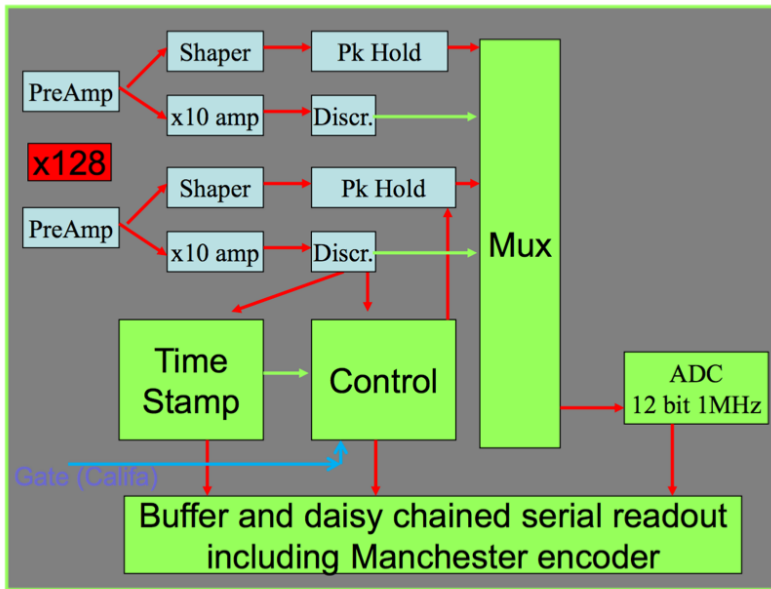 Shaper
Pk Hold
PreAmp
x10 amp
Discr.
x128
Shaper
Pk Hold
PreAmp
x10 amp
Discr.
Mux
Time
Stamp
Control
ADC
12 bit 1MHz
Gate (Califa)
Buffer and daisy chained serial readout
including Manchester encoder